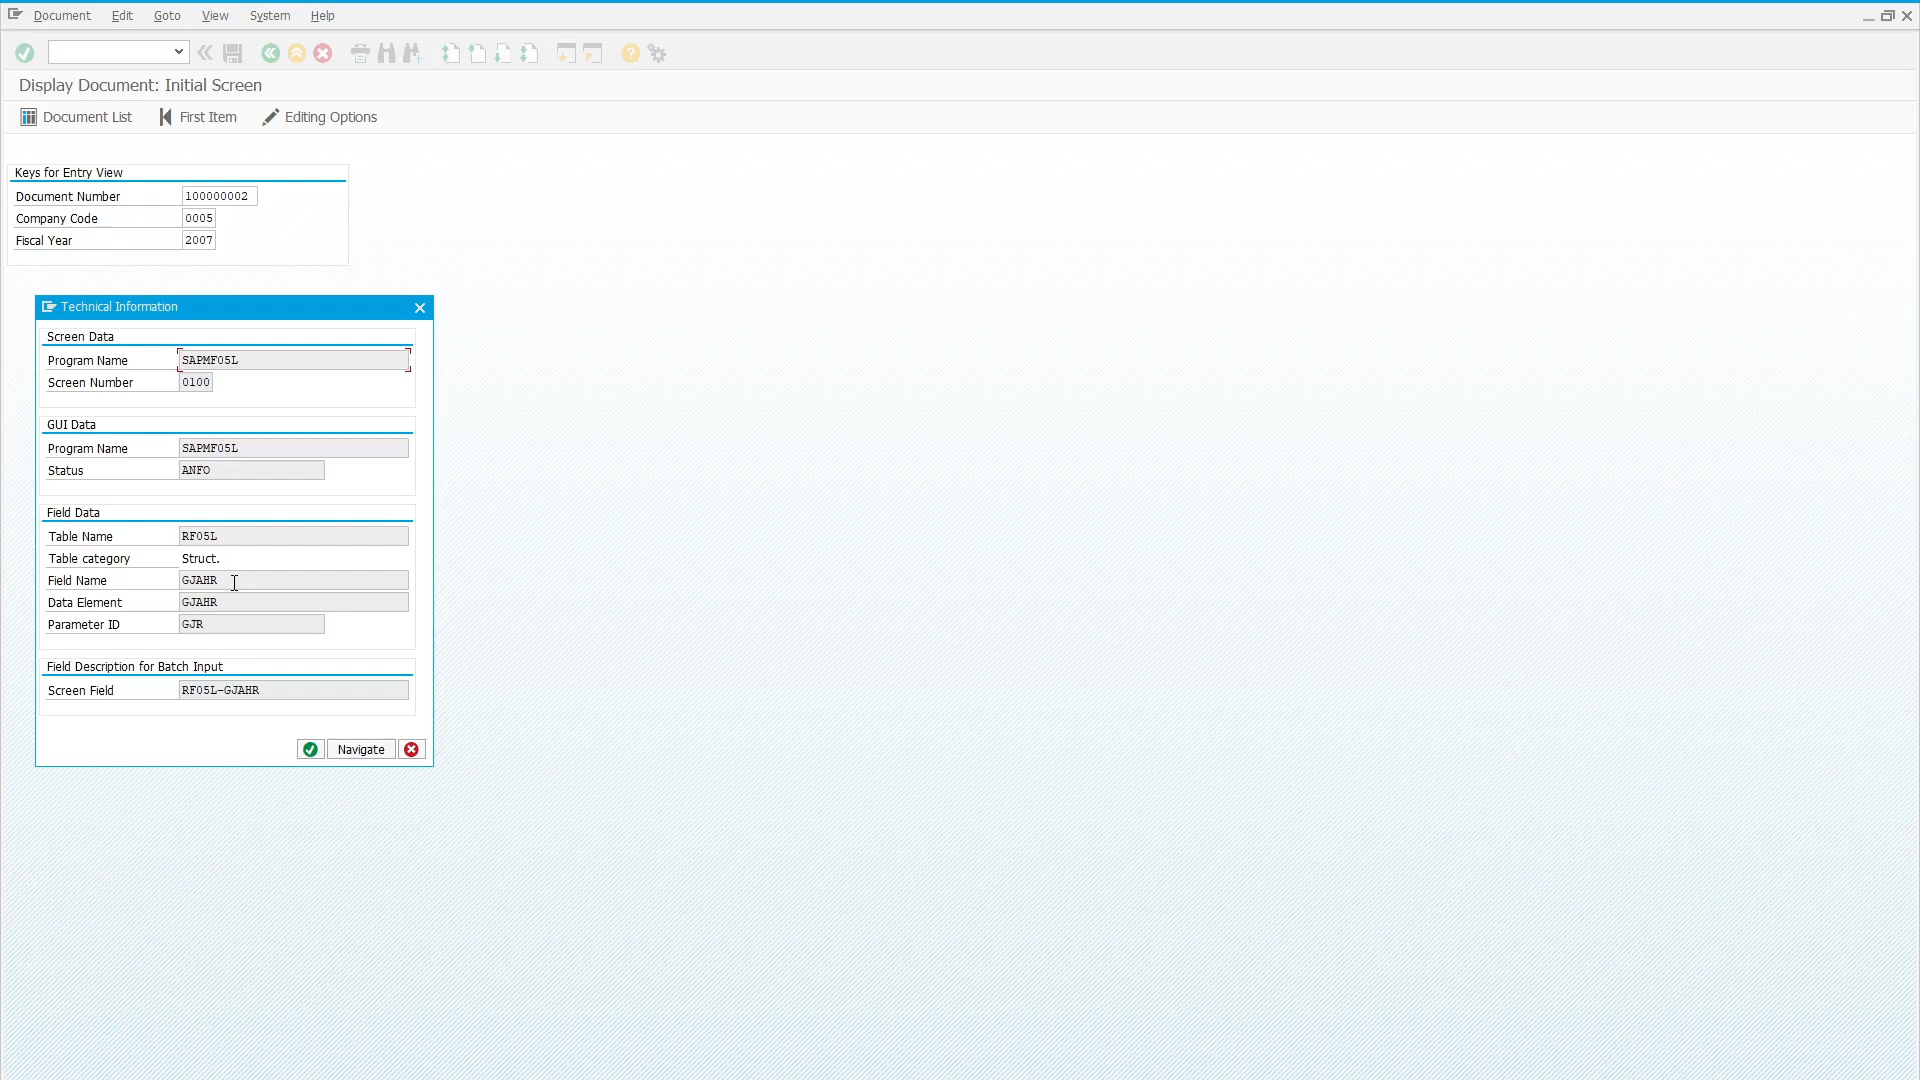 Document Edit Goto View System Help
Display Document: Initial Screen
Document List First Item Editing Options
Keys for Entry View
Document Number 100000002
Company Code 0005
Fiscal Year 2007
Technical Information
Screen Data
Program Name SAPMF05L
Screen Number 0100
GUI Data
Program Name SAPMF05L
Status ANFO
Field Data
Table Name RF05L
Table category Struct.
Field Name GJAHR
Data Element GJAHR
Parameter ID GJR
Field Description for Batch Input
Screen Field RF05L-GJAHR
Navigate